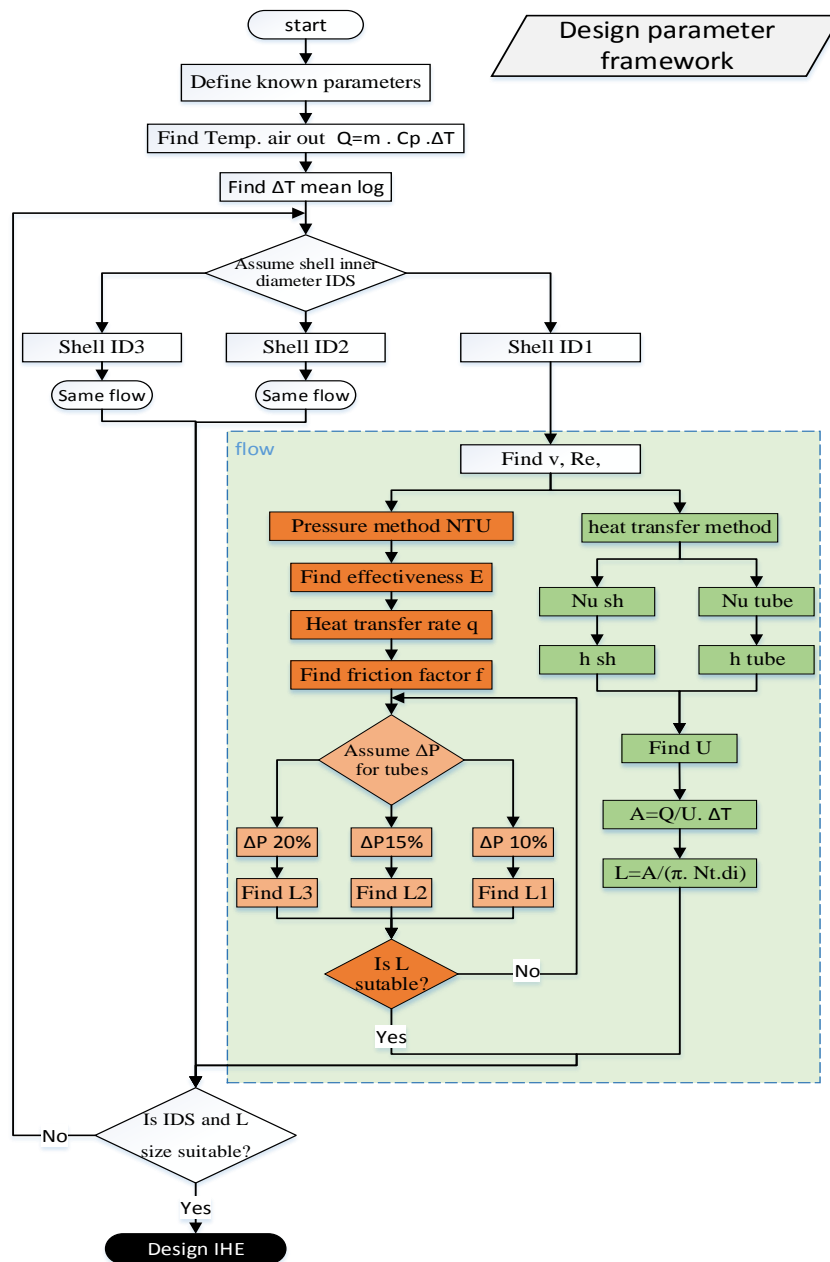 start
Design parameter
framework
Define known parameters
Find Temp. air out Q=m . Cp .ΔT
Find ΔT mean log
Assume shell inner
diameter IDS
Shell ID3
Shell ID2
Shell ID1
Same flow
Same flow
flow
Find v, Re,
Pressure method NTU
heat transfer method
Find effectiveness E
Nu sh
Nu tube
Heat transfer rate q
h sh
h tube
Find friction factor f
Assume ΔP
for tubes
Find U
ΔP 20%
ΔP15%
ΔP 10%
A=Q/U. ΔT
Find L3
Find L2
Find L1
L=A/(π. Nt.di)
Is L
sutable?
No
Yes
Is IDS and L
size suitable?
No
Yes
Design IHE